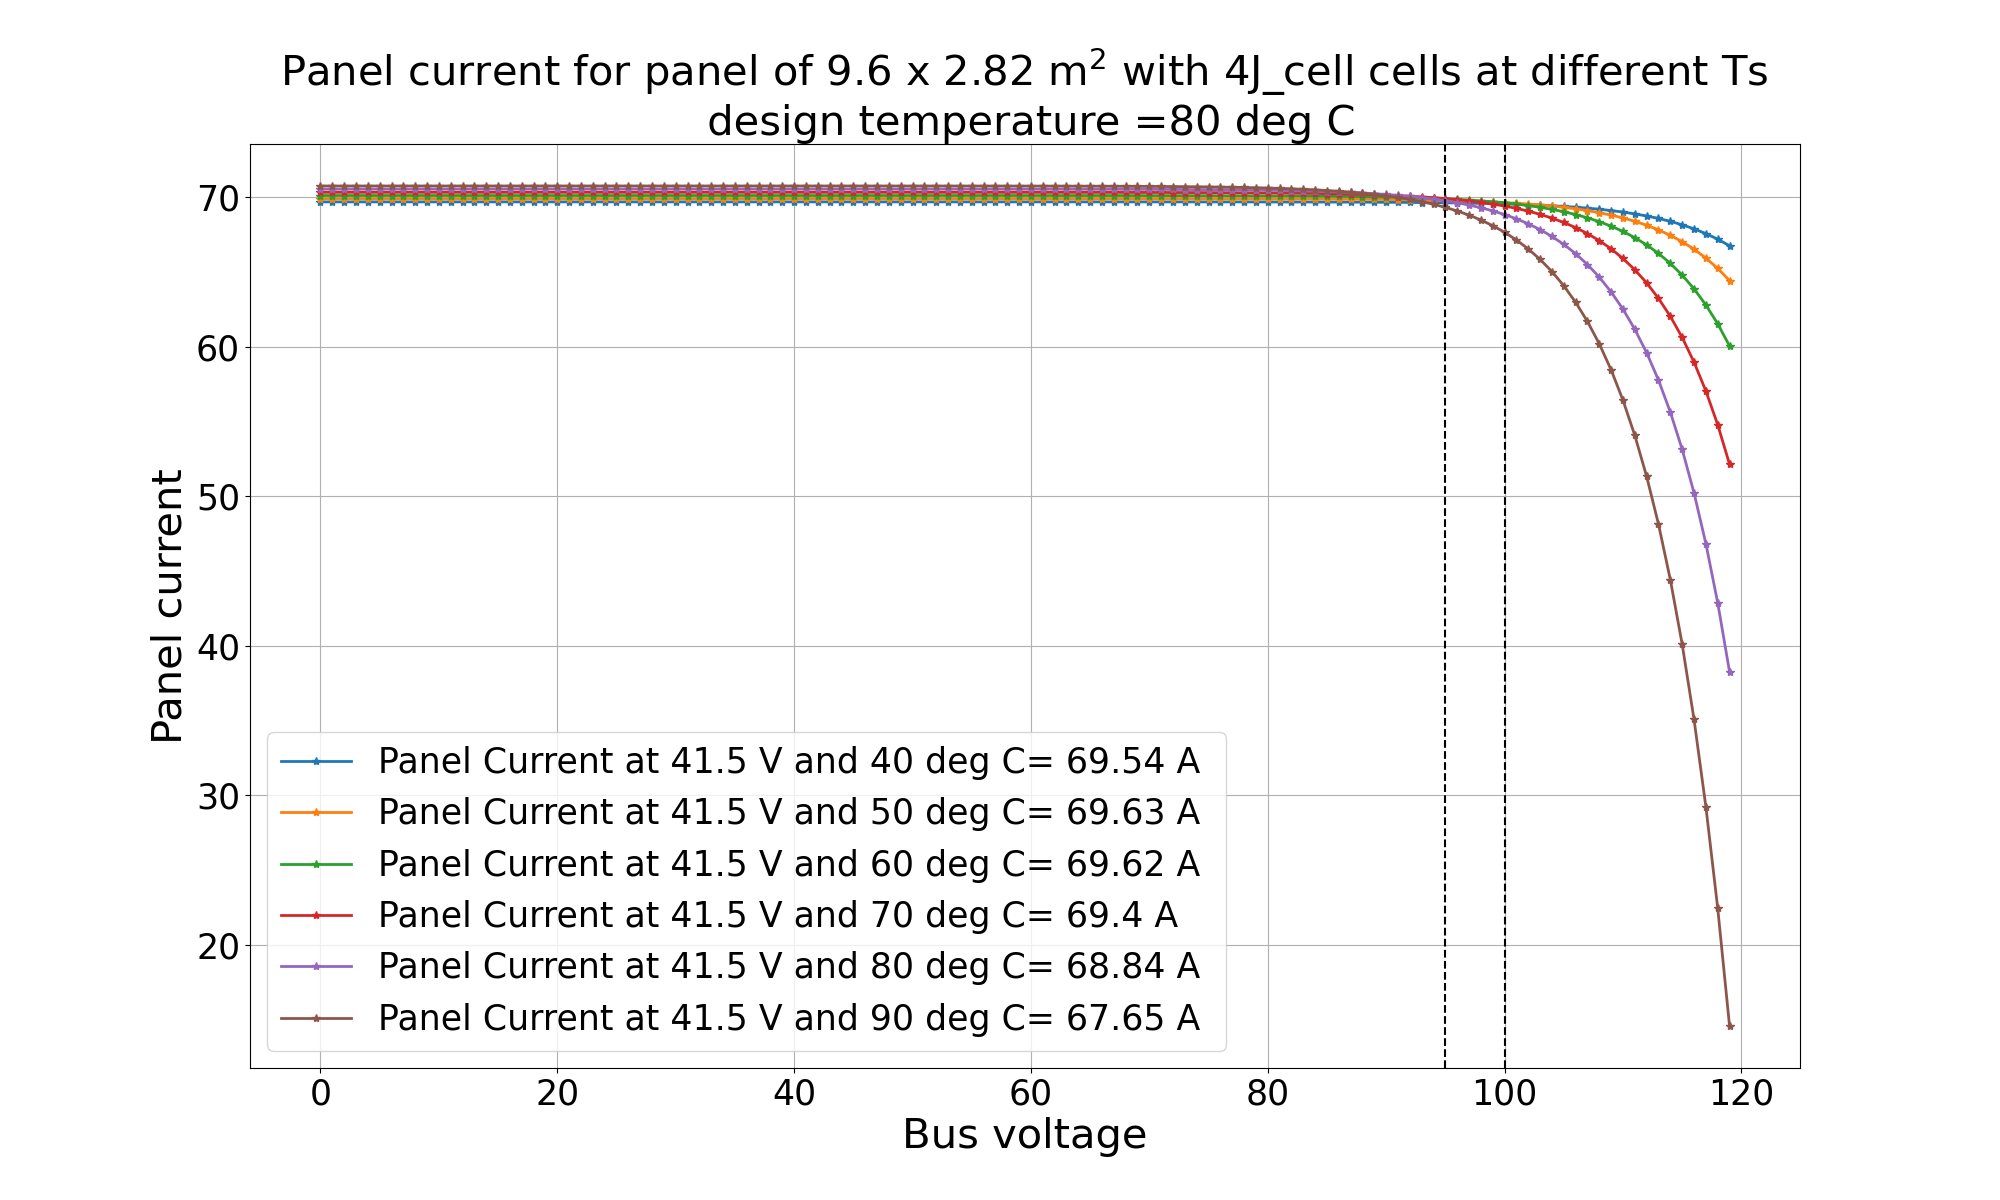 Panel current for panel of 9.6 x 2.82 m² with 4J_cell cells at different Ts
design temperature =80 deg C
70
60
50
40
30
20
Panel current
Panel Current at 41.5 V and 40 deg C= 69.54 A
Panel Current at 41.5 V and 50 deg C= 69.63 A
Panel Current at 41.5 V and 60 deg C= 69.62 A
Panel Current at 41.5 V and 70 deg C= 69.4 A
Panel Current at 41.5 V and 80 deg C= 68.84 A
Panel Current at 41.5 V and 90 deg C= 67.65 A
0 20 40 60 80 100 120
Bus voltage